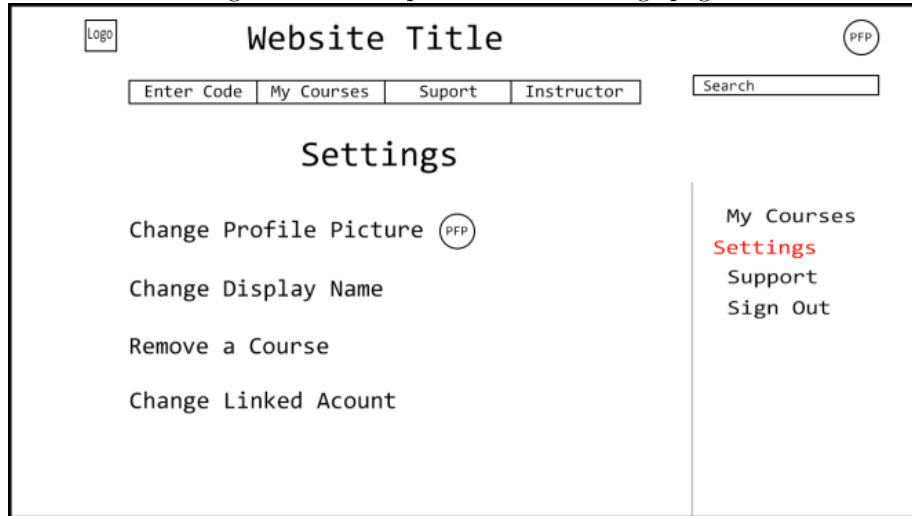 Logo
Website Title
PFP
Enter Code
My Courses
Suport
Instructor
Search
Settings
Change Profile Picture PFP
Change Display Name
Remove a Course
Change Linked Acount
My Courses
Settings
Support
Sign Out